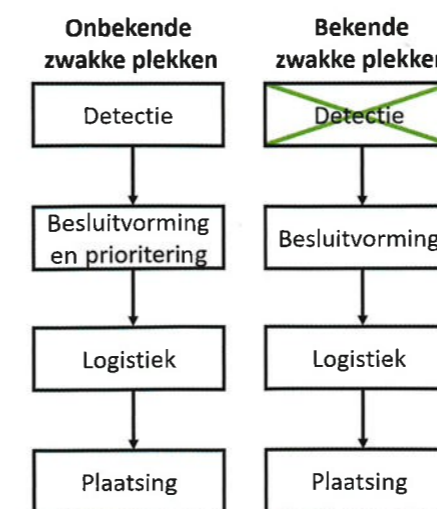 Onbekende
zwakke plekken
Detectie
Besluitvorming
en prioritering
Logistiek
Plaatsing
Bekende
zwakke plekken
Detectie
Besluitvorming
Logistiek
Plaatsing